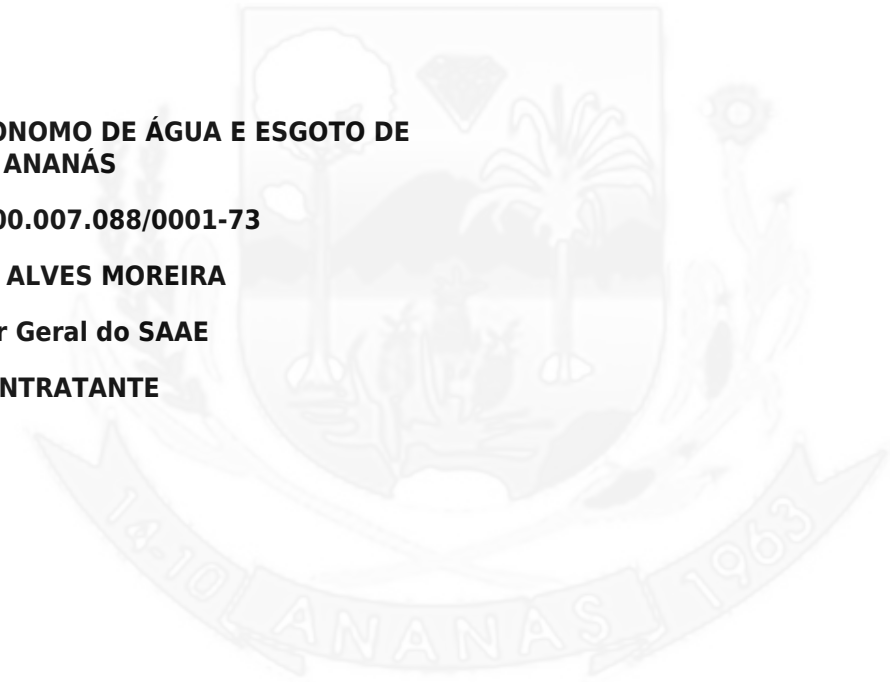 ONOMO DE ÁGUA E ESGOTO DE
ANANÁS
00.007.088/0001-73
ALVES MOREIRA
r Geral do SAAE
NTRATANTE
14-10 ANANÁS 1963